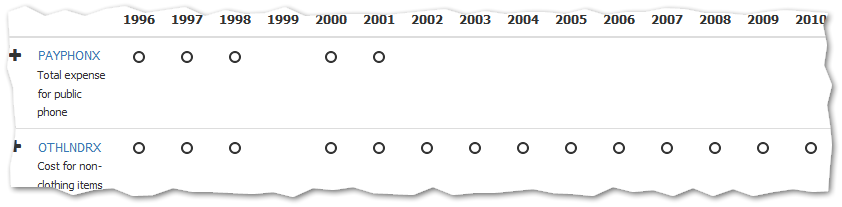 1996 1997 1998 1999 2000 2001 2002 2003 2004 2005 2006 2007 2008 2009 2010
PAYPHONX
Total expense
for public
phone
OTHLNDRX
Cost for non-
clothing items